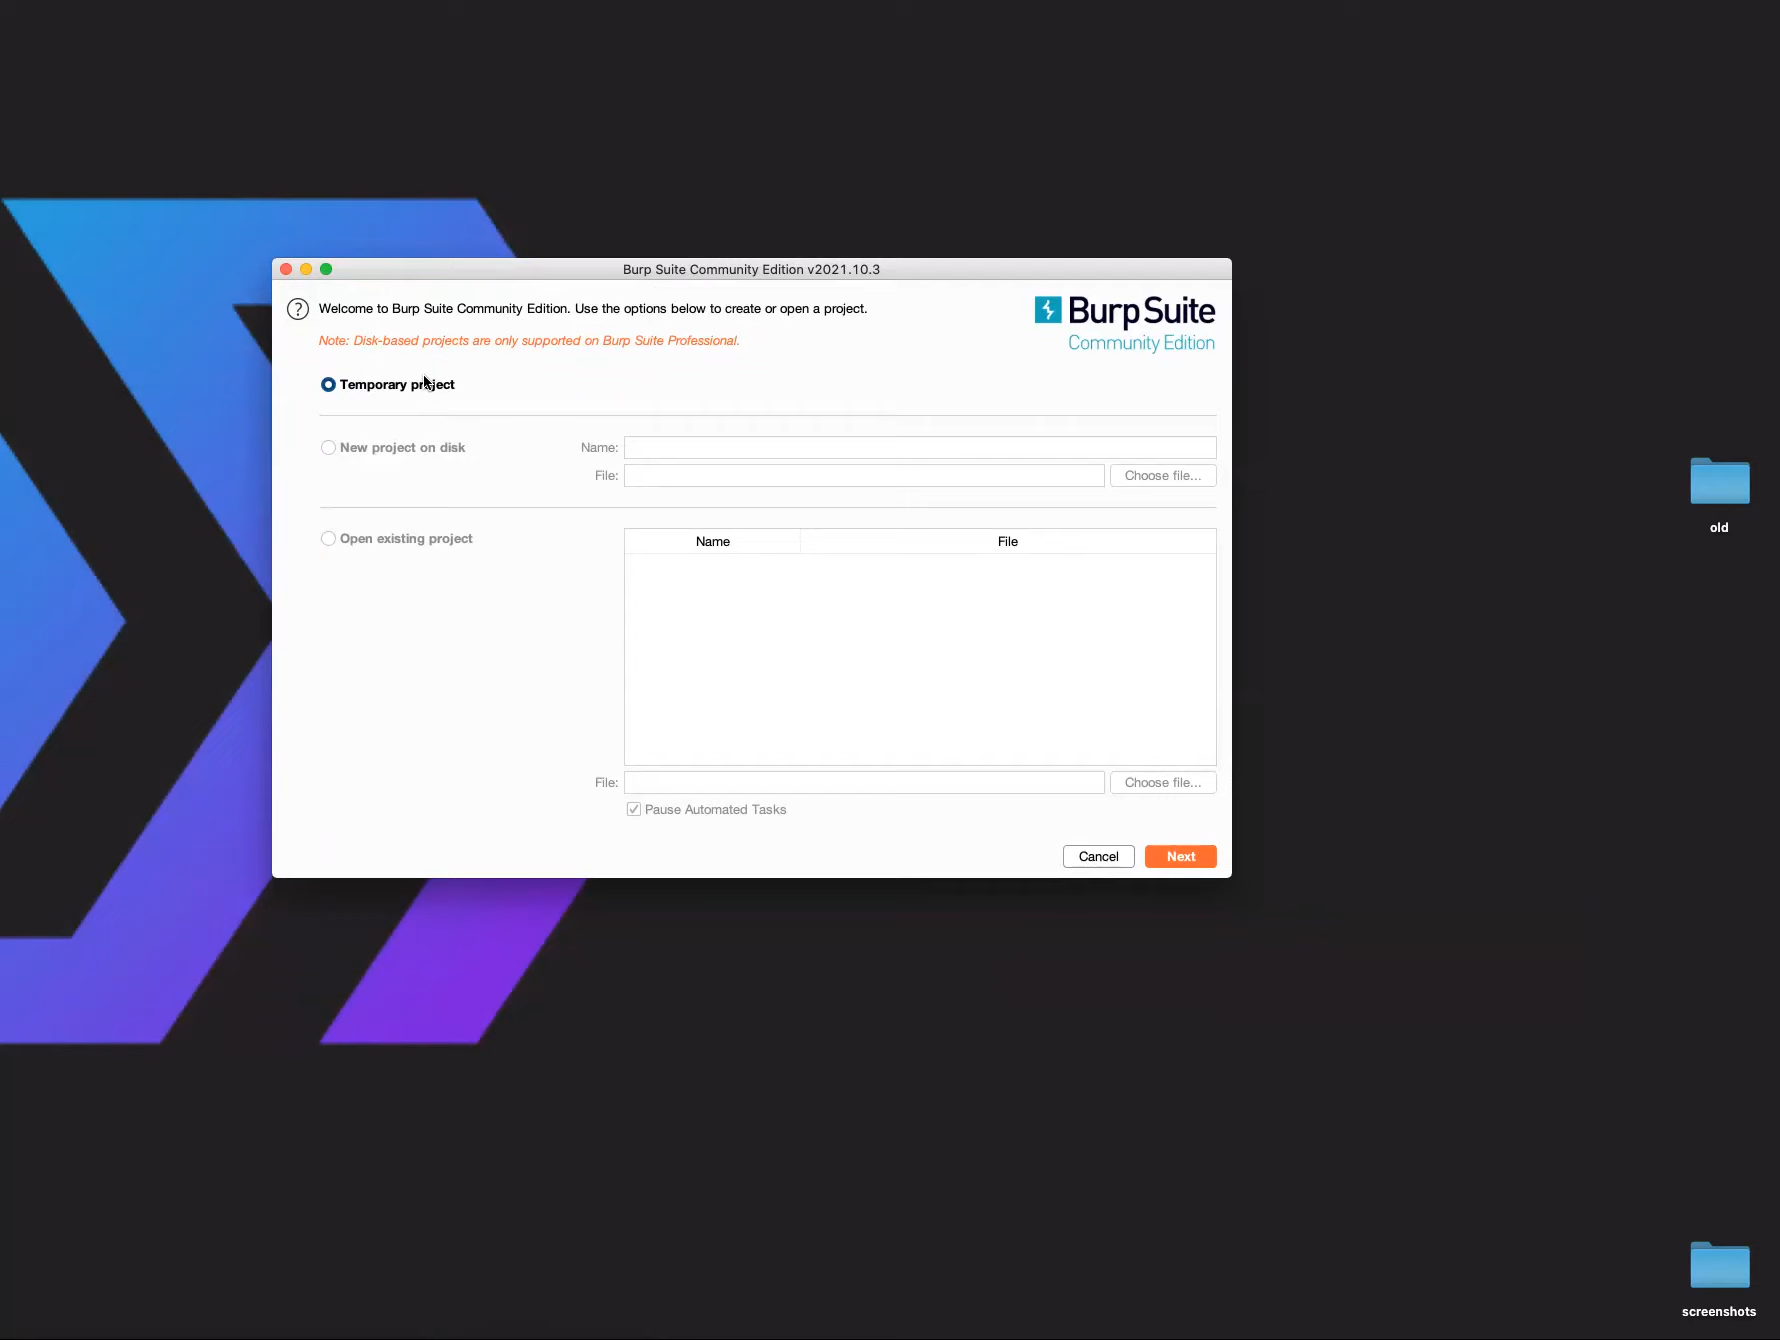 Burp Suite Community Edition v2021.10.3
Welcome to Burp Suite Community Edition. Use the options below to create or open a project.
Burp Suite
Community Edition
Note: Disk-based projects are only supported on Burp Suite Professional.
Temporary project
New project on disk
Name:
File:
Choose file...
Open existing project
Name
File
File:
Choose file...
Pause Automated Tasks
Cancel
Next
old
screenshots